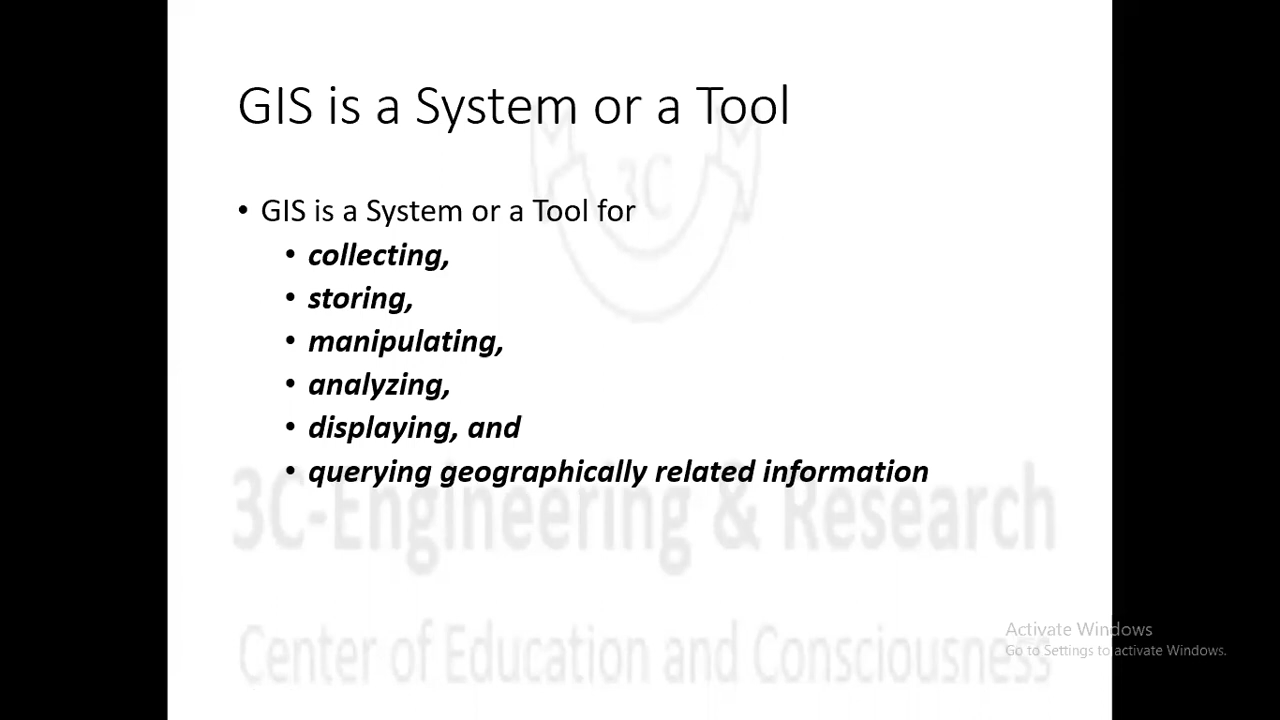 GIS is a System or a Tool
• GIS is a System or a Tool for
• collecting,
• storing,
• manipulating,
• analyzing,
• displaying, and
• querying geographically related information
3C
3C-Engineering & Research
Center of Education and Consciousness
Activate Windows
Go to Settings to activate Windows.